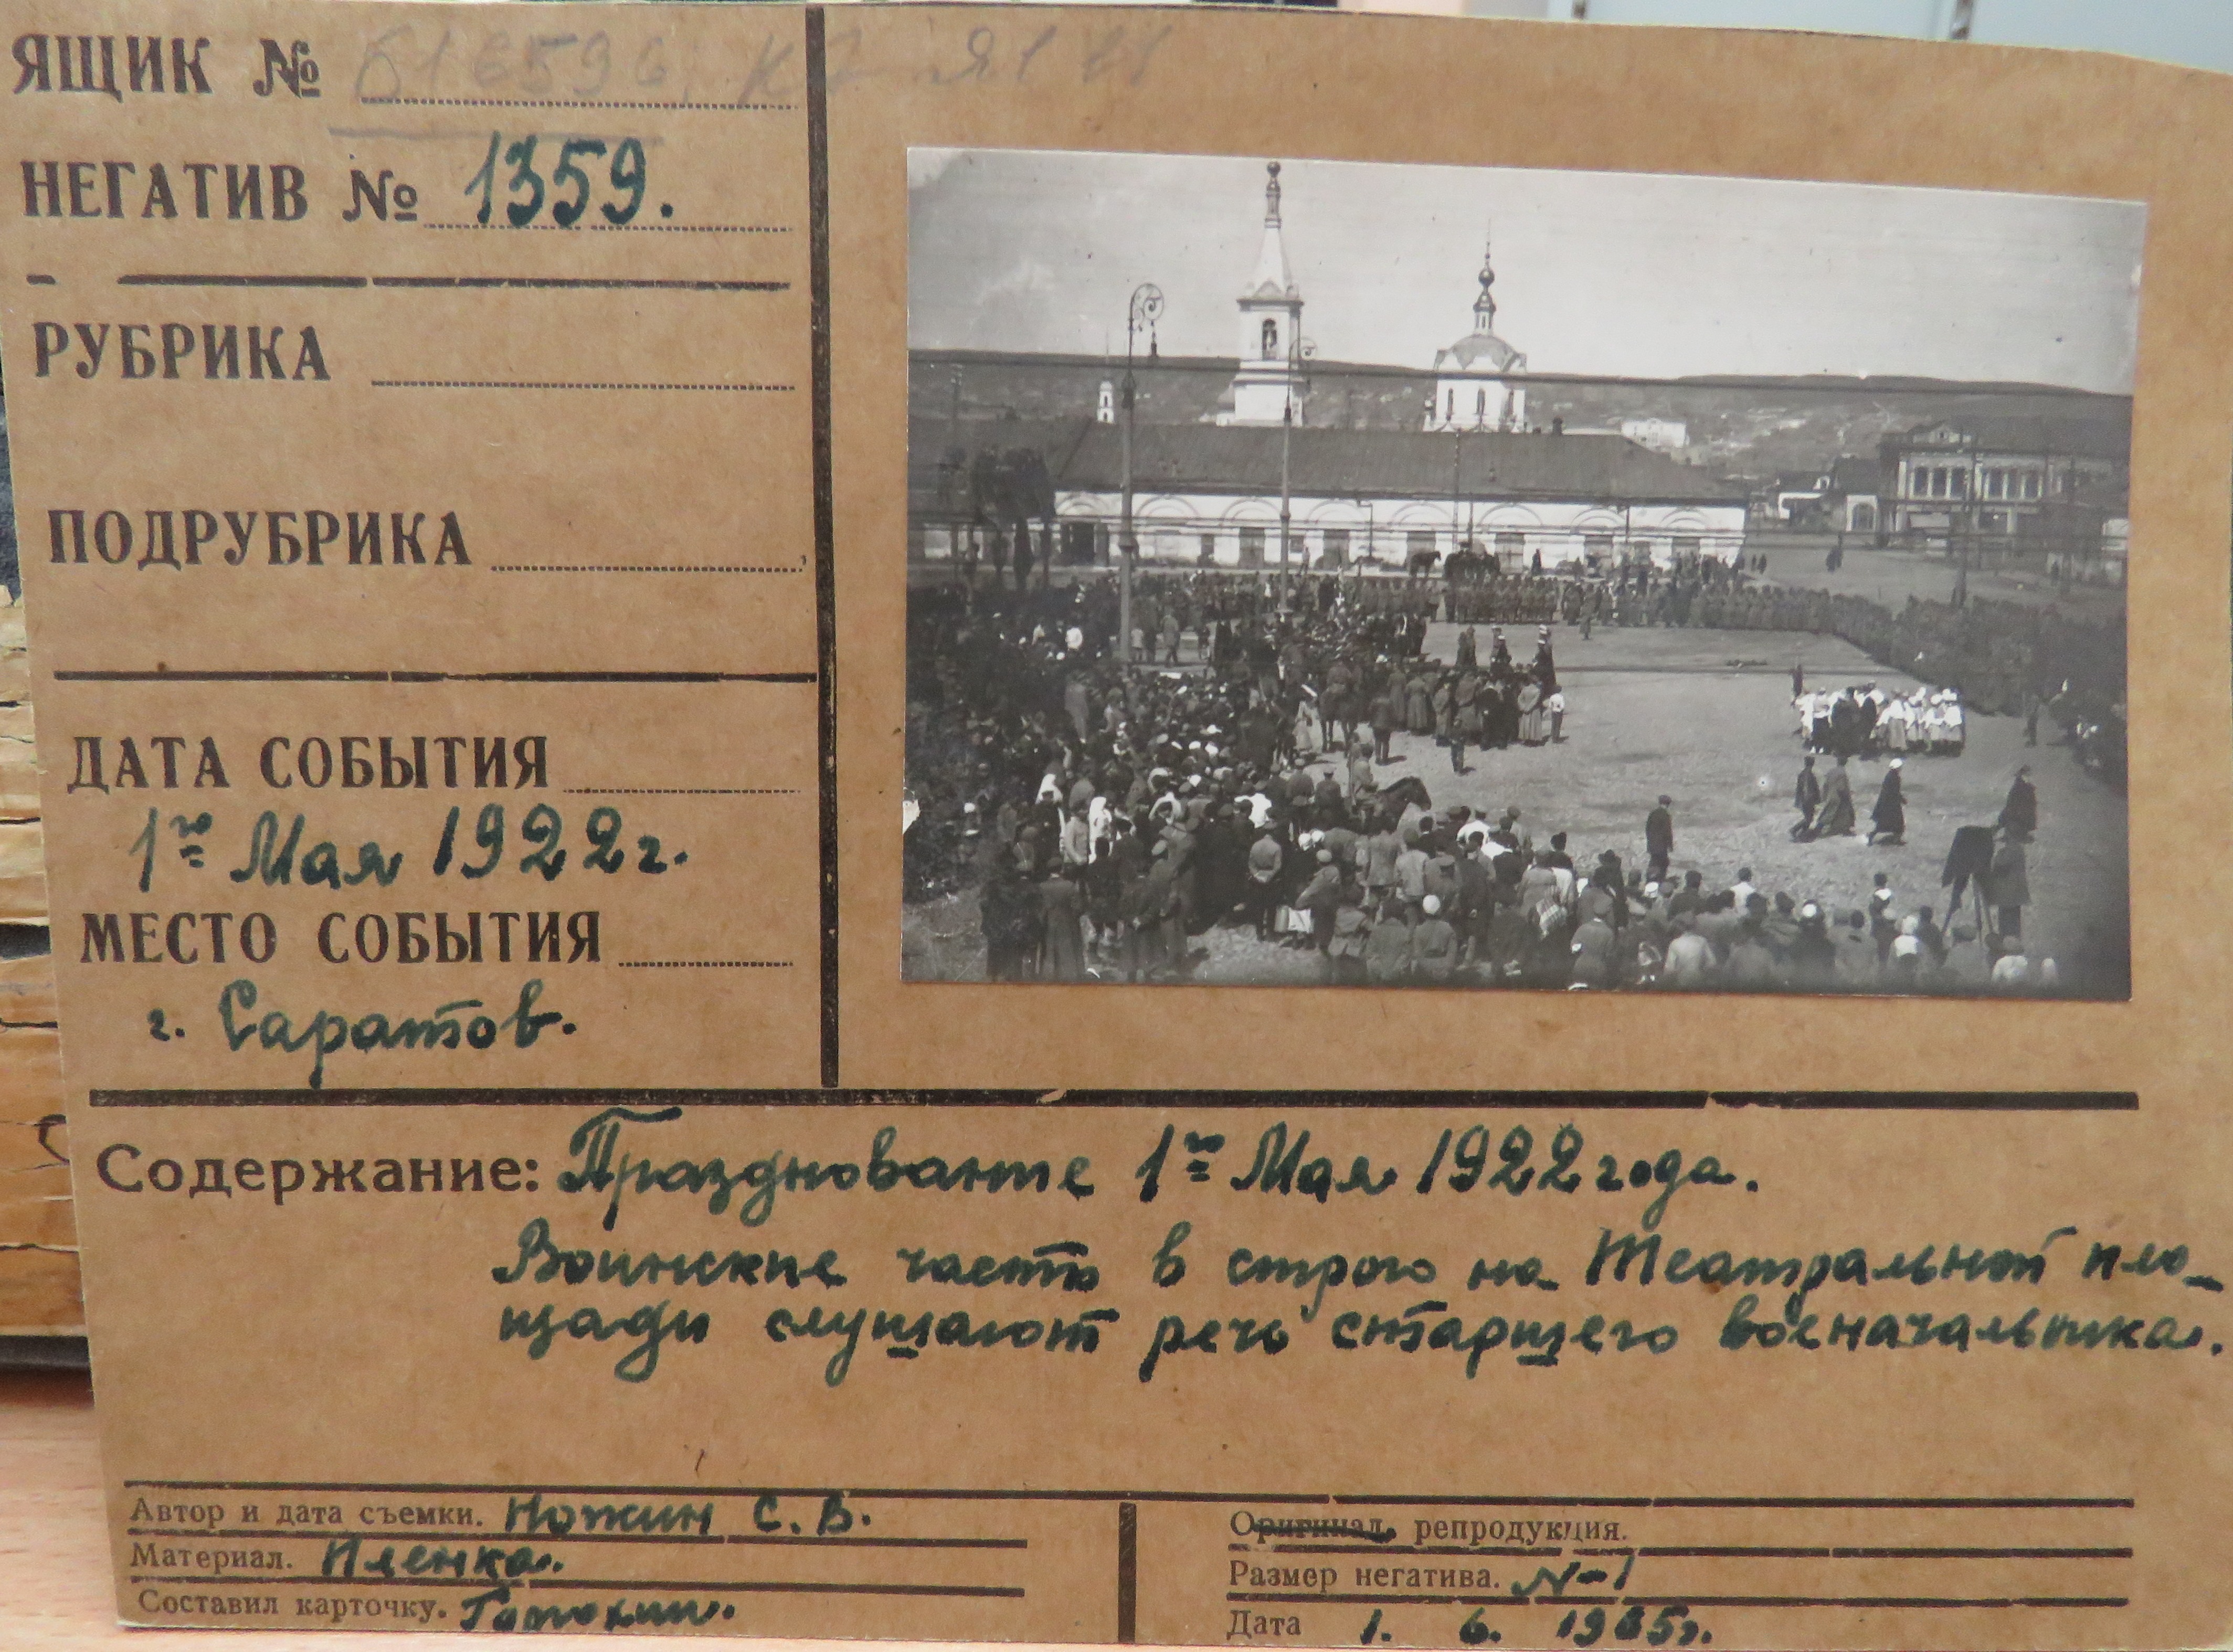 ЯЩИК №
НЕГАТИВ № 1359.
РУБРИКА
ПОДРУБРИКА
ДАТА СОБЫТИЯ
1го Мая 1922 г.
МЕСТО СОБЫТИЯ
г. Саратов.
Содержание: Празднование 1го Мая 1922 года.
Воинские части в строю на Театральной пло-
щади слушают речь старшего военачальника.
Автор и дата съемки. Ножин С. В.
Материал. Пленка.
Составил карточку.
Оригинал, репродукция.
Размер негатива. N-1
Дата 1. 6. 1965г.